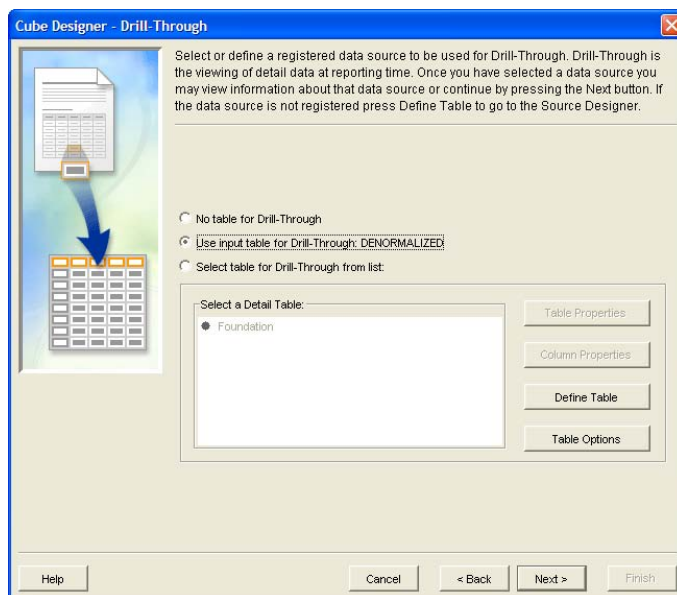 Cube Designer - Drill-Through
Select or define a registered data source to be used for Drill-Through. Drill-Through is
the viewing of detail data at reporting time. Once you have selected a data source you
may view information about that data source or continue by pressing the Next button. If
the data source is not registered press Define Table to go to the Source Designer.
No table for Drill-Through
Use input table for Drill-Through: DENORMALIZED
Select table for Drill-Through from list:
Select a Detail Table:
Foundation
Table Properties
Column Properties
Define Table
Table Options
Help
Cancel
< Back
Next >
Finish